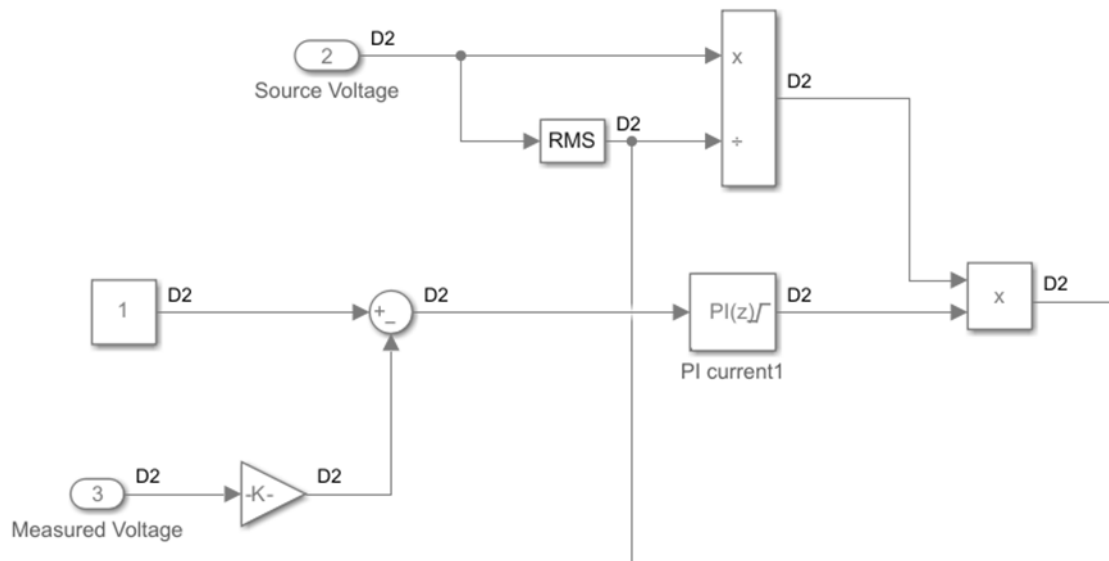 D2
2
Source Voltage
x
D2
RMS
D2
÷
1
D2
+
−
D2
PI(z)
D2
PI current1
x
D2
3
D2
-K-
D2
Measured Voltage